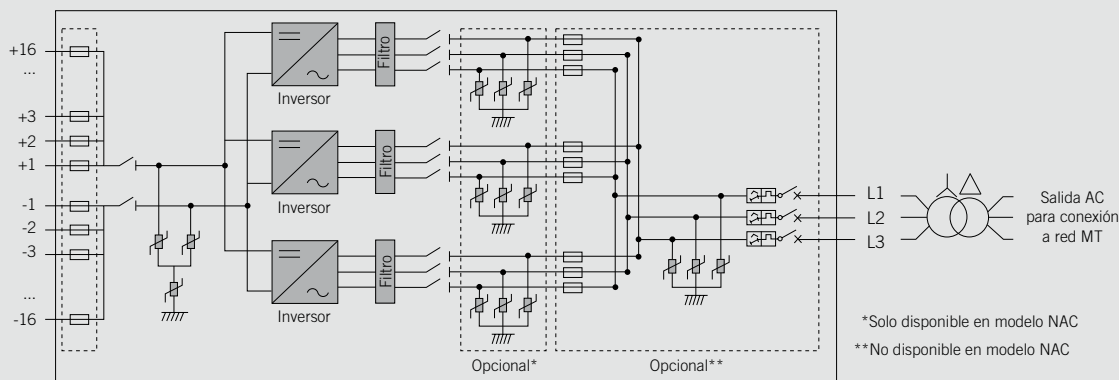 +16
...
+3
+2
+1
-1
-2
-3
...
-16
Inversor
Filtro
Inversor
Filtro
Inversor
Filtro
Opcional*
Opcional**
L1
L2
L3
Salida AC
para conexión
a red MT
*Solo disponible en modelo NAC
**No disponible en modelo NAC